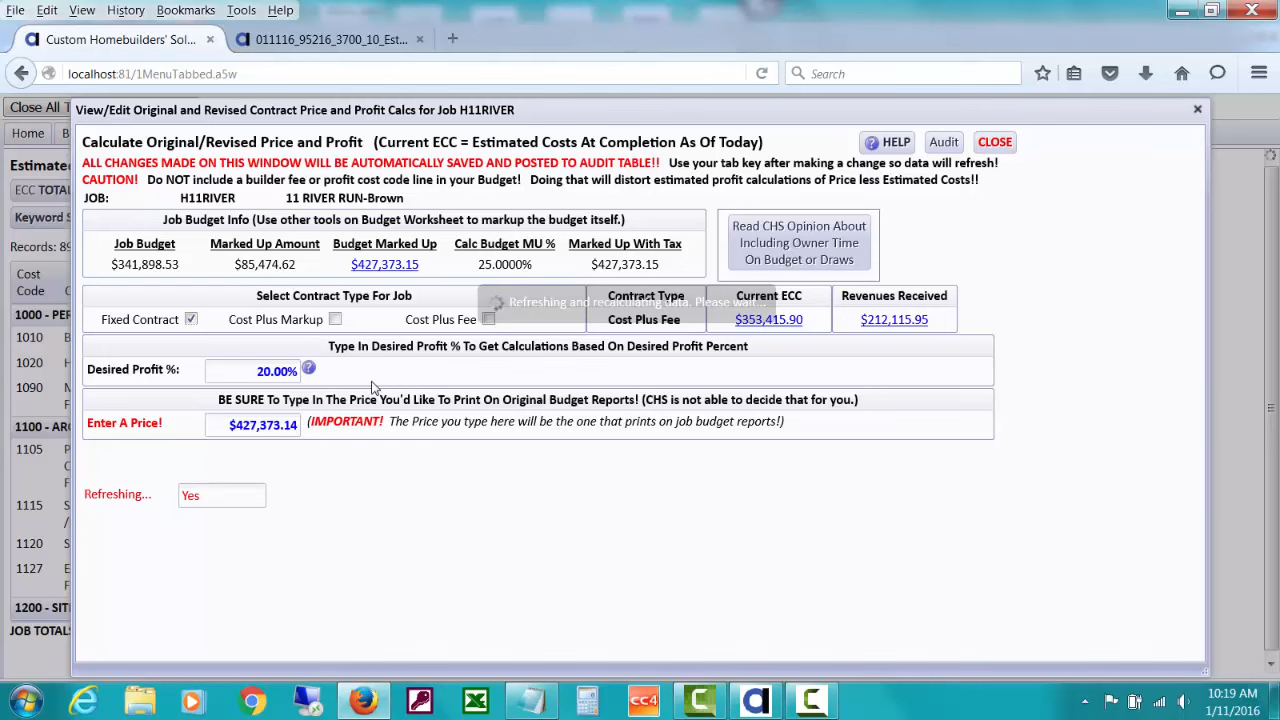 File Edit View History Bookmarks Tools Help
Custom Homebuilders' Sol... × 011116_95216_3700_10_Est... × +
localhost:81/1MenuTabbed.a5w Search
Close All T
View/Edit Original and Revised Contract Price and Profit Calcs for Job H11RIVER ×
Home B
Calculate Original/Revised Price and Profit (Current ECC = Estimated Costs At Completion As Of Today) HELP Audit CLOSE
Estimate
ALL CHANGES MADE ON THIS WINDOW WILL BE AUTOMATICALLY SAVED AND POSTED TO AUDIT TABLE!! Use your tab key after making a change so data will refresh!
ECC TOTAL
CAUTION! Do NOT include a builder fee or profit cost code line in your Budget! Doing that will distort estimated profit calculations of Price less Estimated Costs!!
JOB: H11RIVER 11 RIVER RUN-Brown
Keyword S
Job Budget Info (Use other tools on Budget Worksheet to markup the budget itself.)
Read CHS Opinion About
Including Owner Time
On Budget or Draws
Records: 89
Job Budget Marked Up Amount Budget Marked Up Calc Budget MU % Marked Up With Tax
$341,898.53 $85,474.62 $427,373.15 25.0000% $427,373.15
Cost
Code
Select Contract Type For Job Contract Type Current ECC Revenues Received
Refreshing and recalculating data. Please wait...
Fixed Contract Cost Plus Markup Cost Plus Fee Cost Plus Fee $353,415.90 $212,115.95
1000 - PER
1010 B
Type In Desired Profit % To Get Calculations Based On Desired Profit Percent
1020 H
Desired Profit %: 20.00%
1090 M
F
BE SURE To Type In The Price You'd Like To Print On Original Budget Reports! (CHS is not able to decide that for you.)
1100 - AR
Enter A Price! $427,373.14 (IMPORTANT! The Price you type here will be the one that prints on job budget reports!)
1105 P
C
F
Refreshing... Yes
1115 S
/
1120 S
1127 E
F
1200 - SIT
JOB TOTALS
CC4
10:19 AM
1/11/2016